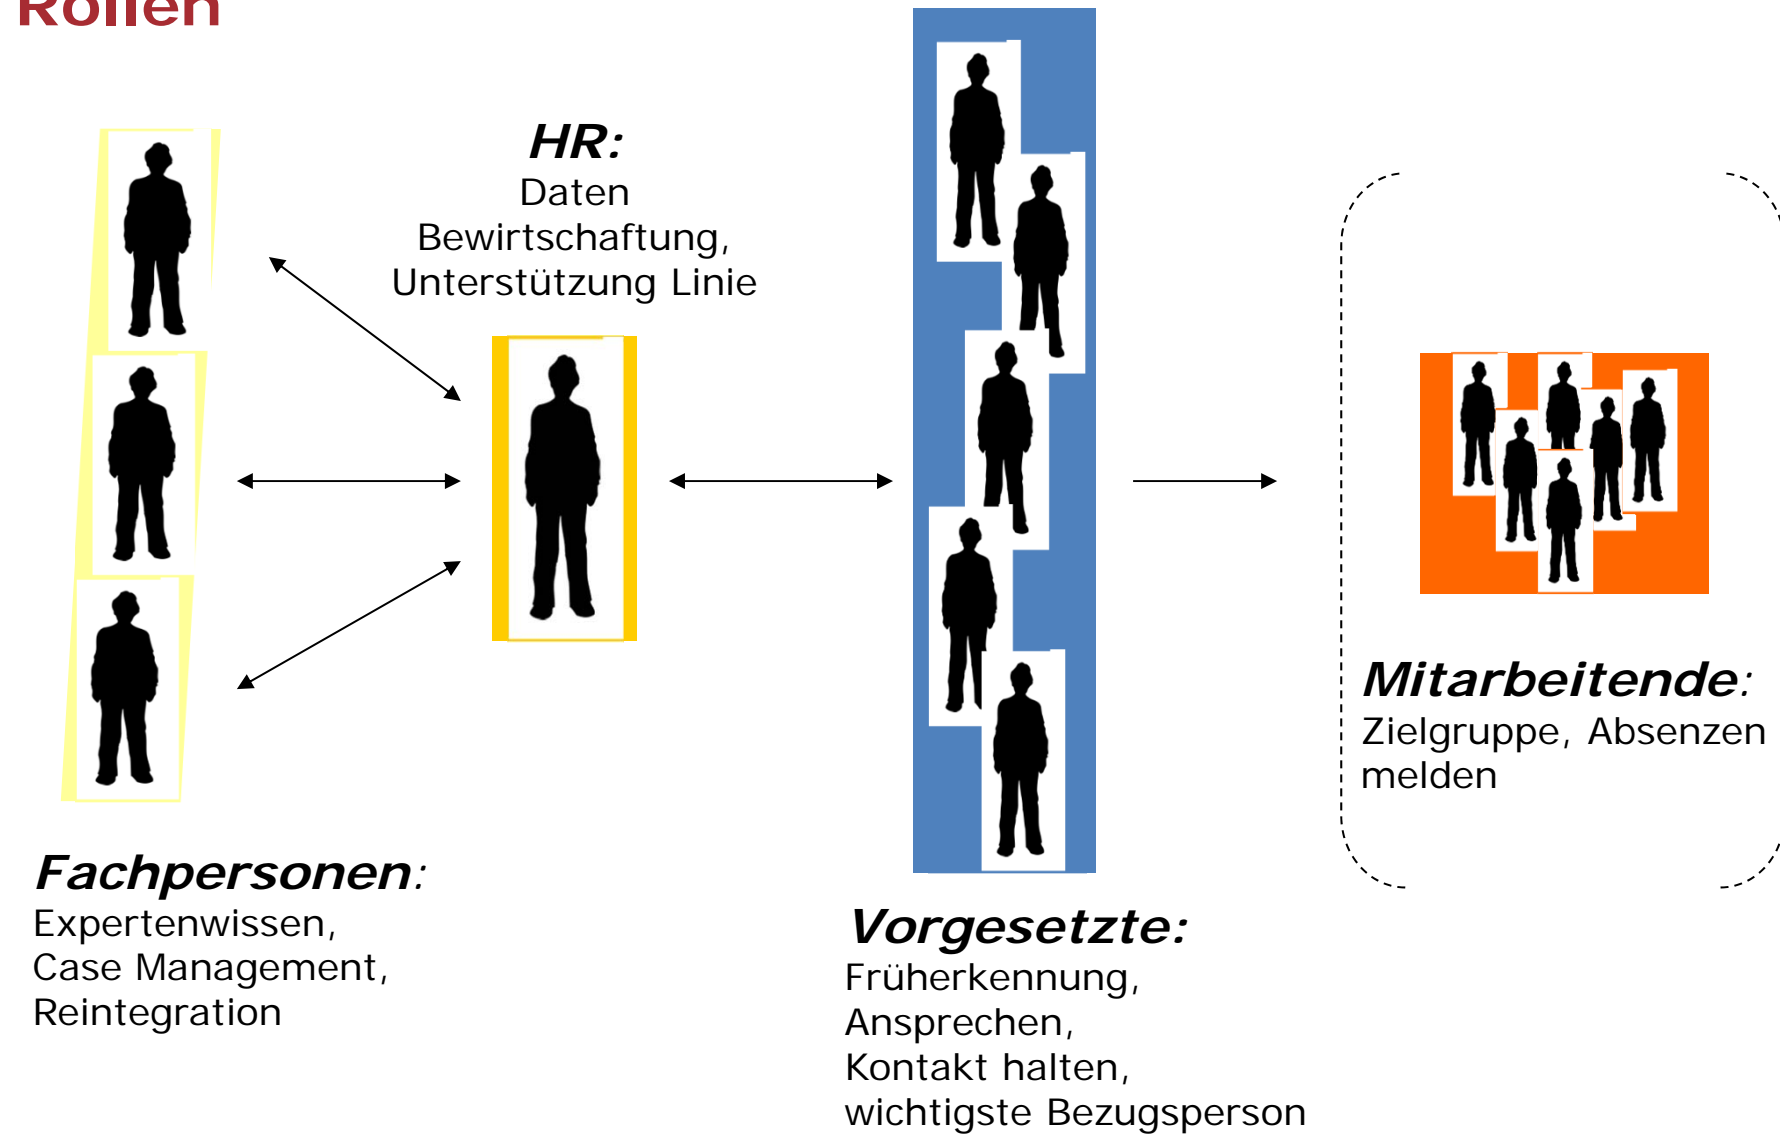 Rollen
HR:
Daten
Bewirtschaftung,
Unterstützung Linie
Fachpersonen:
Expertenwissen,
Case Management,
Reintegration
Vorgesetzte:
Früherkennung,
Ansprechen,
Kontakt halten,
wichtigste Bezugsperson
Mitarbeitende:
Zielgruppe, Absenzen
melden